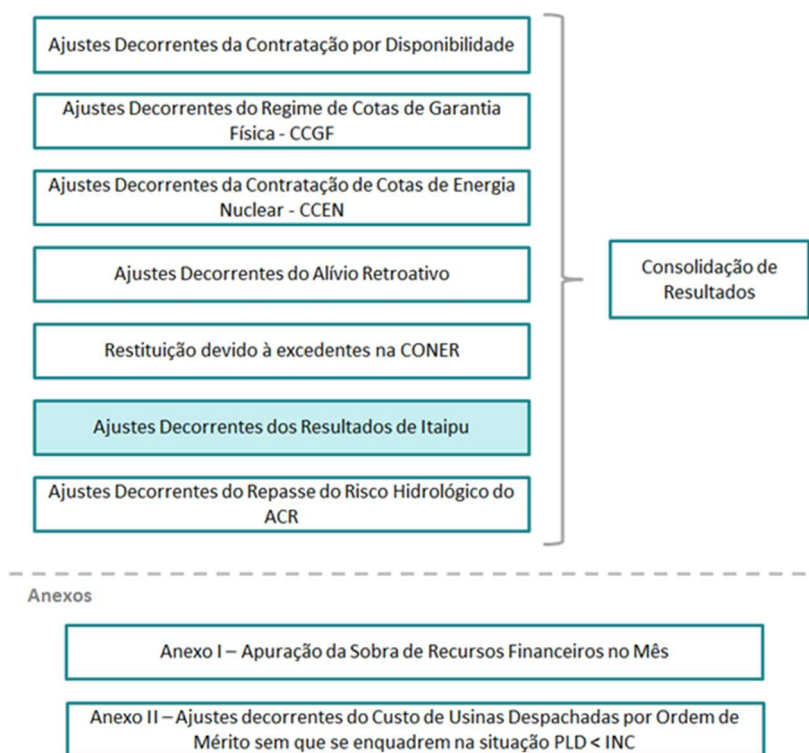 Ajustes Decorrentes da Contratação por Disponibilidade
Ajustes Decorrentes do Regime de Cotas de Garantia
Física - CCGF
Ajustes Decorrentes da Contratação de Cotas de Energia
Nuclear - CCEN
Ajustes Decorrentes do Alívio Retroativo
Restituição devido à excedentes na CONER
Ajustes Decorrentes dos Resultados de Itaipu
Ajustes Decorrentes do Repasse do Risco Hidrológico do
ACR
Consolidação de
Resultados
Anexos
Anexo I – Apuração da Sobra de Recursos Financeiros no Mês
Anexo II – Ajustes decorrentes do Custo de Usinas Despachadas por Ordem de
Mérito sem que se enquadrem na situação PLD < INC